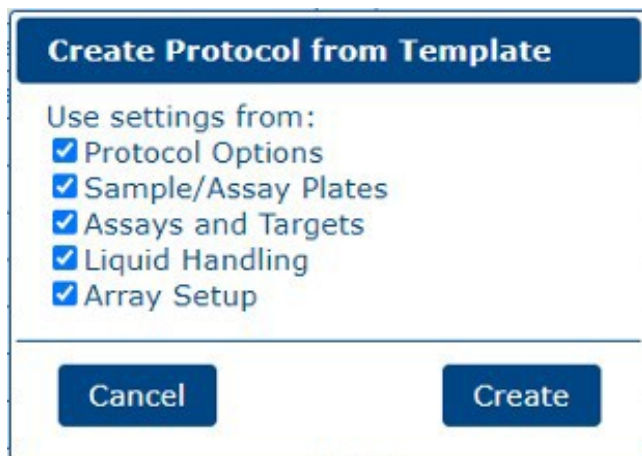 Create Protocol from Template
Use settings from:
Protocol Options
Sample/Assay Plates
Assays and Targets
Liquid Handling
Array Setup
Cancel
Create